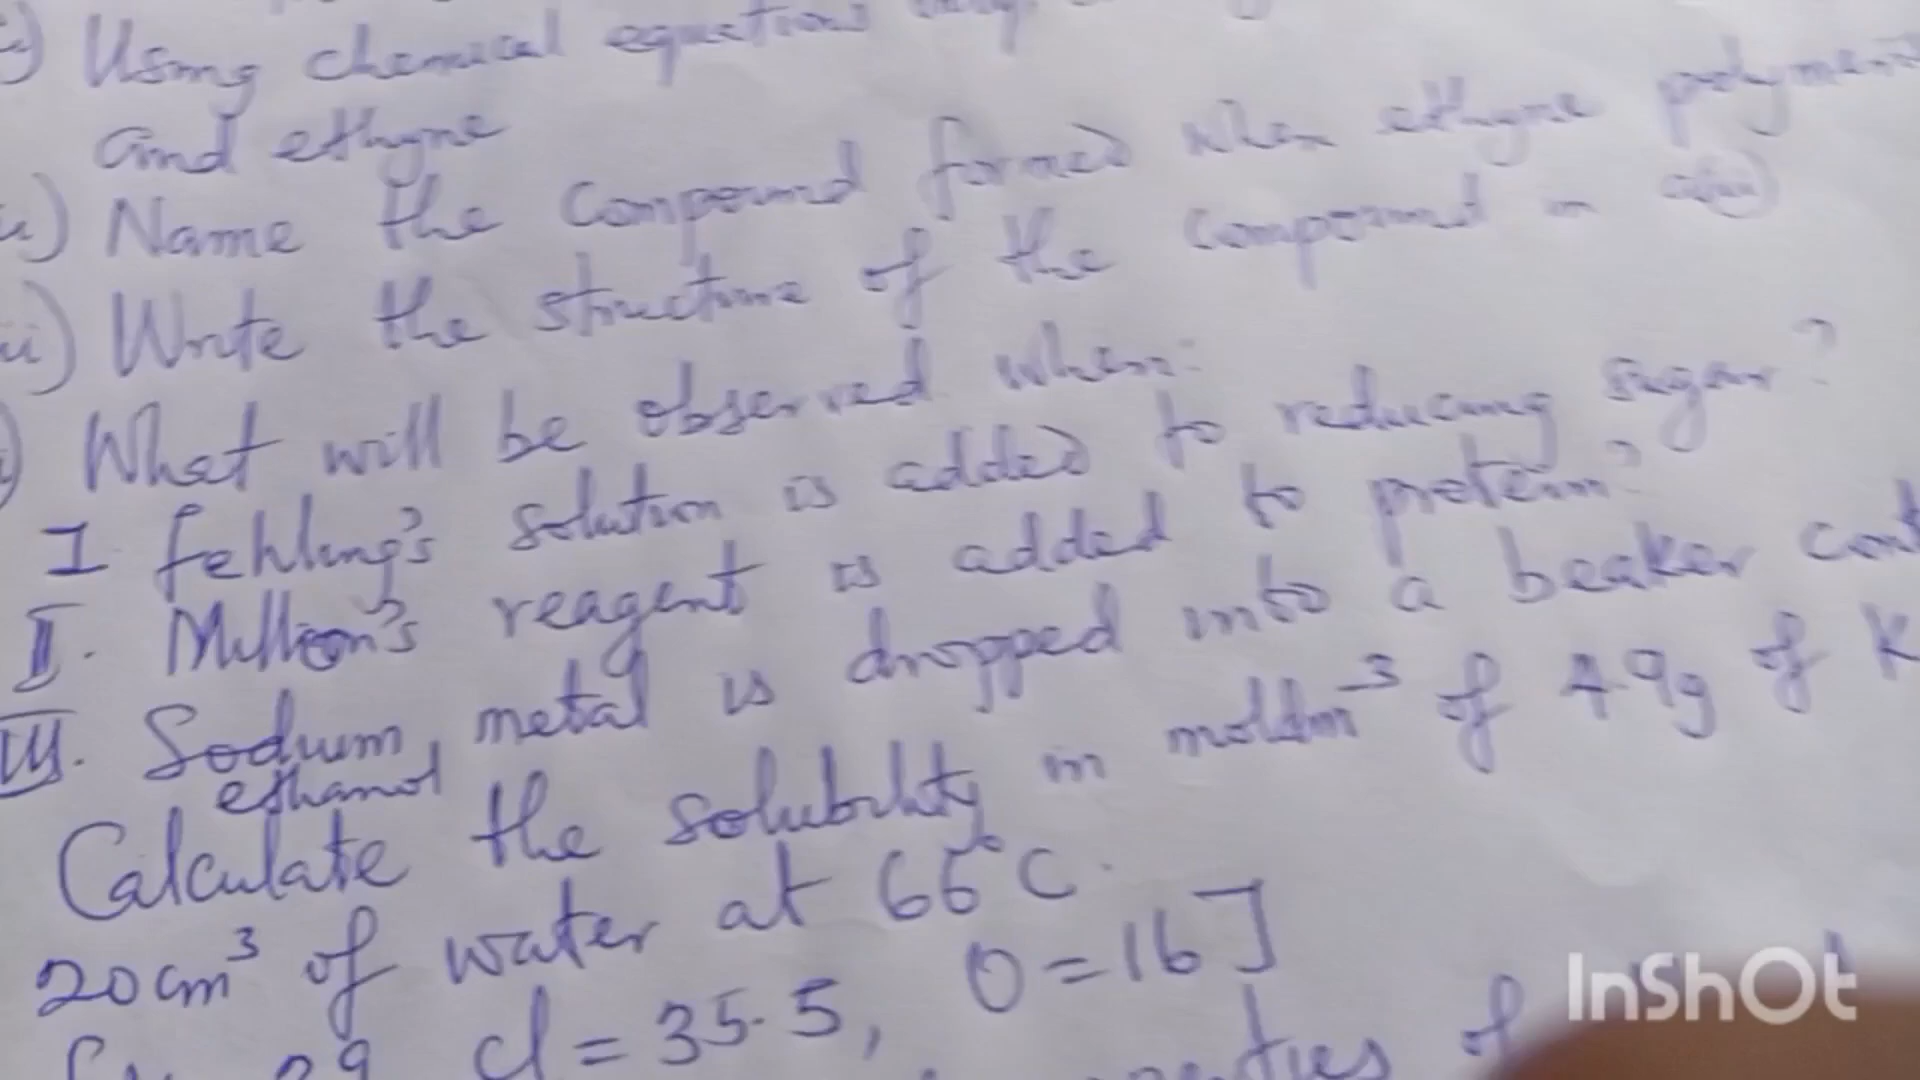 Using chemical equations only
and ethyne
Name the compound formed when ethyne
Write the structure of the compound in
What will be observed when:
I fehling's solution is added to reducing sugar?
II. Millon's reagent is added to protein?
III. Sodium metal is dropped into a beaker
ethanol
Calculate the solubility in moldm⁻³ of 4.9g of K
20cm³ of water at 66°C.
cl = 35.5, O = 16]
of
InShOt